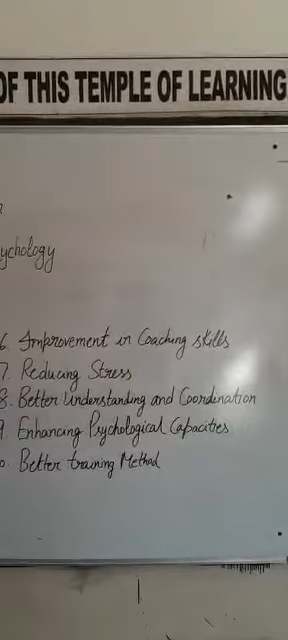 OF THIS TEMPLE OF LEARNING
ychology
6. Improvement in Coaching skills
7. Reducing Stress
8. Better Understanding and Coordination
9. Enhancing Psychological Capacities
0. Better training Method